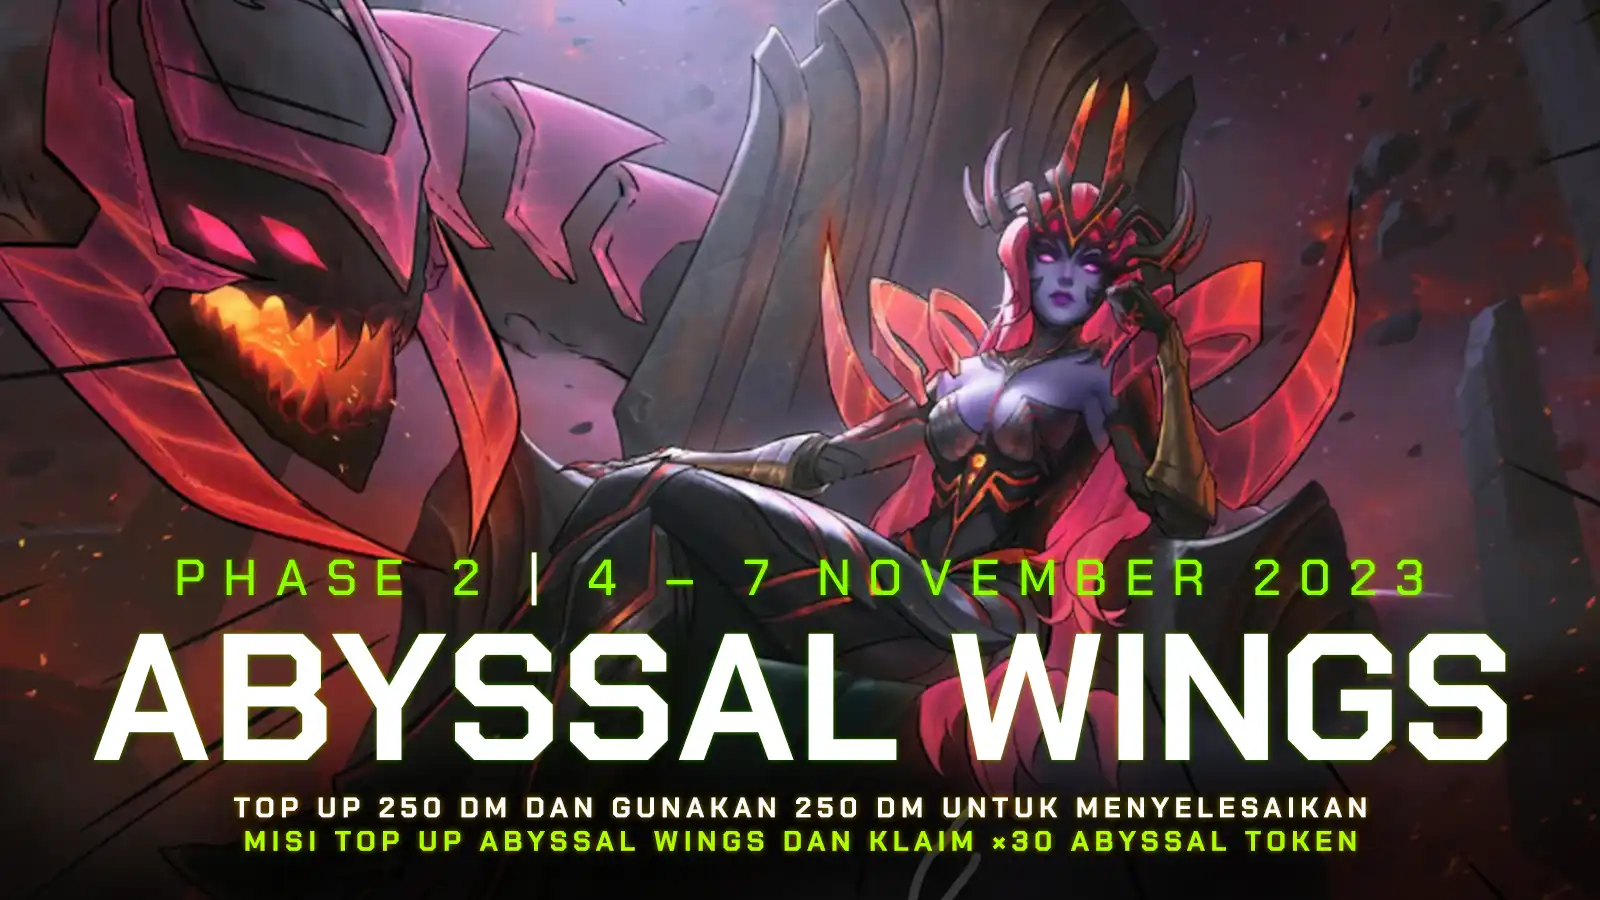 PHASE 2 | 4 – 7 NOVEMBER 2023
ABYSSAL WINGS
TOP UP 250 DM DAN GUNAKAN 250 DM UNTUK MENYELESAIKAN
MISI TOP UP ABYSSAL WINGS DAN KLAIM ×30 ABYSSAL TOKEN